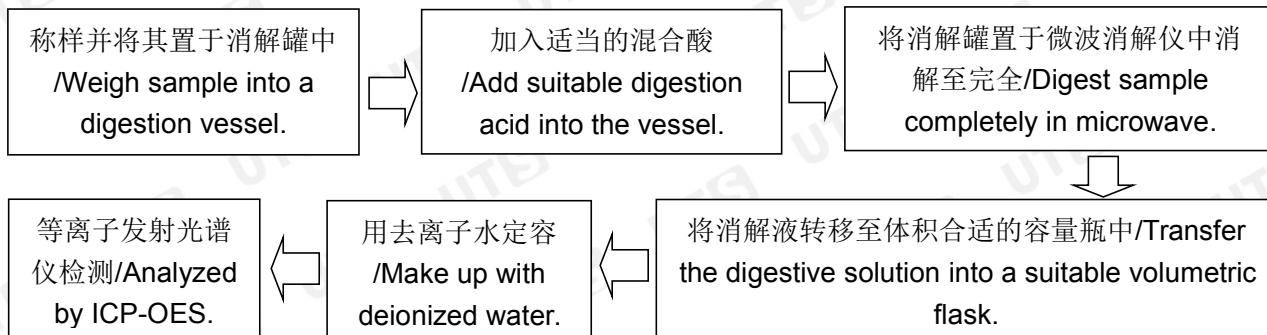 称样并将其置于消解罐中
/Weigh sample into a
digestion vessel.
加入适当的混合酸
/Add suitable digestion
acid into the vessel.
将消解罐置于微波消解仪中消
解至完全/Digest sample
completely in microwave.
将消解液转移至体积合适的容量瓶中/Transfer
the digestive solution into a suitable volumetric
flask.
用去离子水定容
/Make up with
deionized water.
等离子发射光谱
仪检测/Analyzed
by ICP-OES.